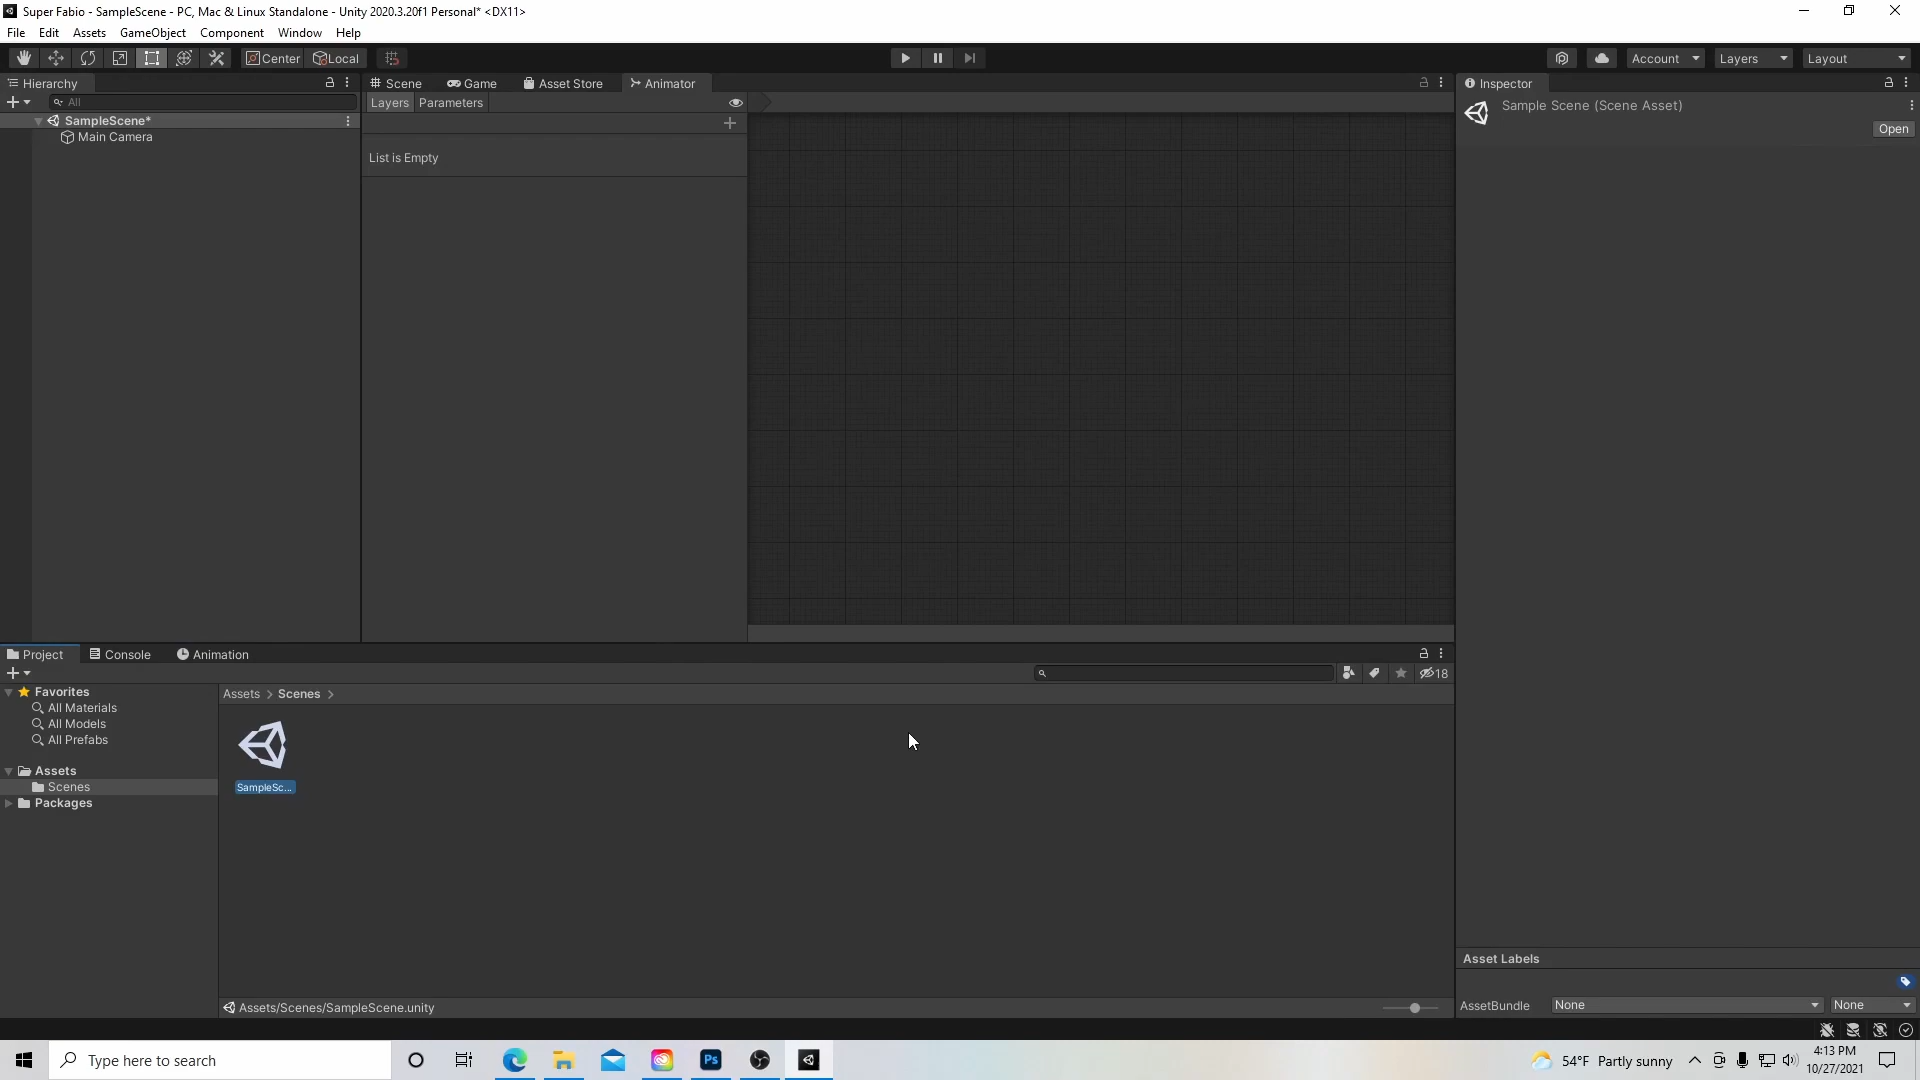 Super Fabio - SampleScene - PC, Mac & Linux Standalone - Unity 2020.3.20f1 Personal* <DX11>
File Edit Assets GameObject Component Window Help
Center Local Account Layers Layout
Hierarchy
All
SampleScene*
Main Camera
Scene Game Asset Store Animator
Layers Parameters
List is Empty
Inspector
Sample Scene (Scene Asset)
Open
Project Console Animation
18
Favorites
All Materials
All Models
All Prefabs
Assets
Scenes
Packages
Assets > Scenes >
SampleSc...
Assets/Scenes/SampleScene.unity
Asset Labels
AssetBundle None None
Type here to search
Ps
54°F Partly sunny
4:13 PM
10/27/2021